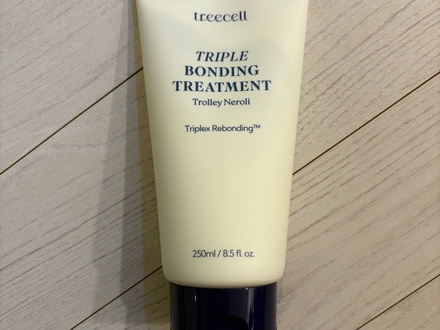 treecell
TRIPLE
BONDING
TREATMENT
Trolley Neroli
Triplex Rebonding™
250ml / 8.5 fl. oz.